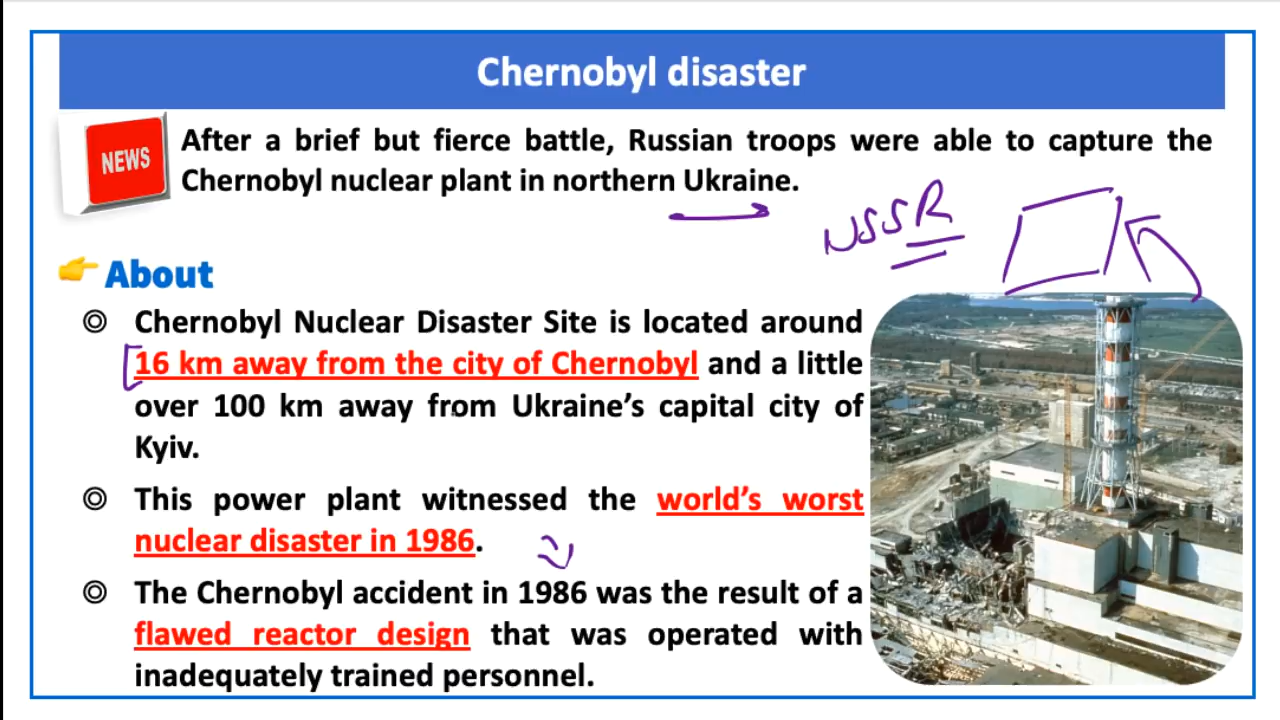 Chernobyl disaster
NEWS
After a brief but fierce battle, Russian troops were able to capture the
Chernobyl nuclear plant in northern Ukraine.
USSR
About
Chernobyl Nuclear Disaster Site is located around
16 km away from the city of Chernobyl and a little
over 100 km away from Ukraine’s capital city of
Kyiv.
This power plant witnessed the world’s worst
nuclear disaster in 1986.
The Chernobyl accident in 1986 was the result of a
flawed reactor design that was operated with
inadequately trained personnel.